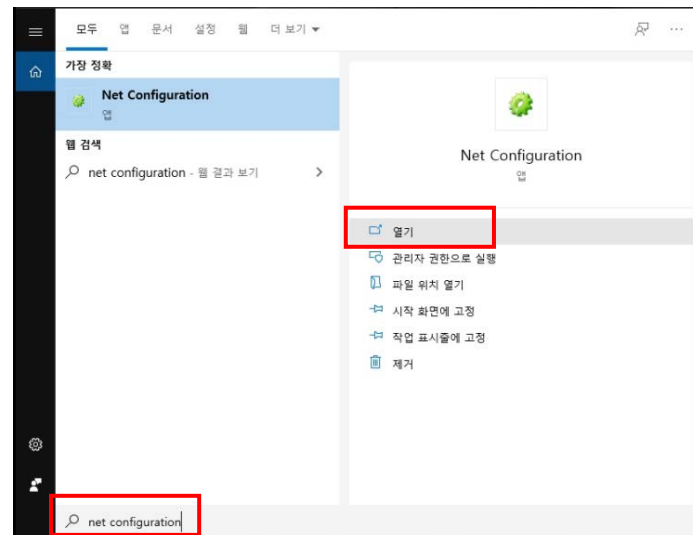 모두 앱 문서 설정 웹 더 보기
가장 정확
Net Configuration
앱
웹 검색
net configuration - 웹 결과 보기
Net Configuration
앱
열기
관리자 권한으로 실행
파일 위치 열기
시작 화면에 고정
작업 표시줄에 고정
제거
net configuration